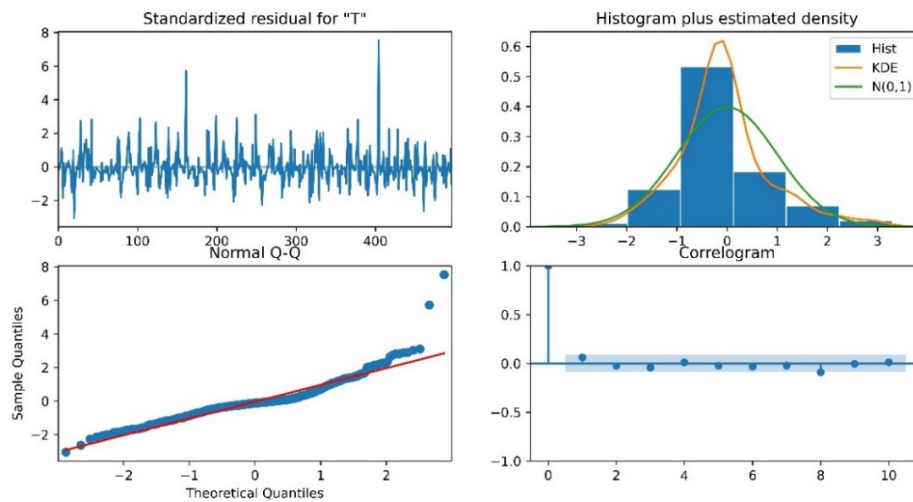 Standardized residual for "T"
8
6
4
2
0
−2
0 100 200 300 400
Histogram plus estimated density
0.6
0.5
0.4
0.3
0.2
0.1
0.0
Hist
KDE
N(0,1)
−3 −2 −1 0 1 2 3
Normal Q-Q
Sample Quantiles
8
6
4
2
0
−2
−2 −1 0 1 2
Theoretical Quantiles
Correlogram
1.0
0.5
0.0
−0.5
−1.0
0 2 4 6 8 10